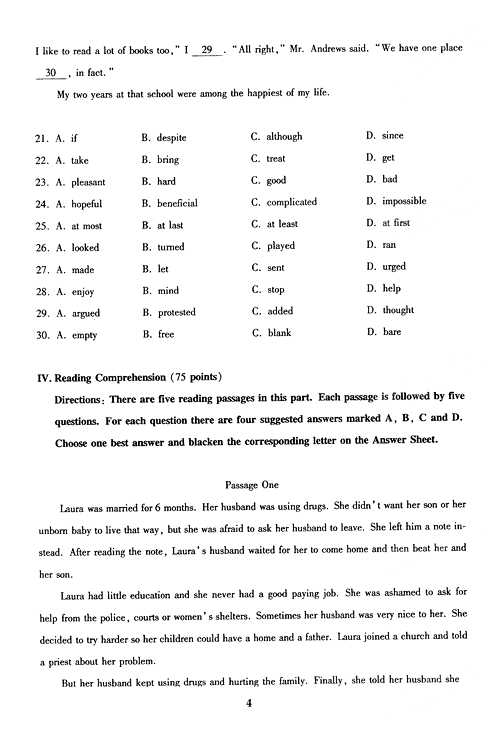 I like to read a lot of books too," I 29 . "All right," Mr. Andrews said. "We have one place
30 , in fact."
My two years at that school were among the happiest of my life.
21. A. if B. despite C. although D. since
22. A. take B. bring C. treat D. get
23. A. pleasant B. hard C. good D. bad
24. A. hopeful B. beneficial C. complicated D. impossible
25. A. at most B. at last C. at least D. at first
26. A. looked B. turned C. played D. ran
27. A. made B. let C. sent D. urged
28. A. enjoy B. mind C. stop D. help
29. A. argued B. protested C. added D. thought
30. A. empty B. free C. blank D. bare
IV. Reading Comprehension (75 points)
Directions: There are five reading passages in this part. Each passage is followed by five
questions. For each question there are four suggested answers marked A, B, C and D.
Choose one best answer and blacken the corresponding letter on the Answer Sheet.
Passage One
Laura was married for 6 months. Her husband was using drugs. She didn't want her son or her
unborn baby to live that way, but she was afraid to ask her husband to leave. She left him a note in-
stead. After reading the note, Laura's husband waited for her to come home and then beat her and
her son.
Laura had little education and she never had a good paying job. She was ashamed to ask for
help from the police, courts or women's shelters. Sometimes her husband was very nice to her. She
decided to try harder so her children could have a home and a father. Laura joined a church and told
a priest about her problem.
But her husband kept using drugs and hurting the family. Finally, she told her husband she
4